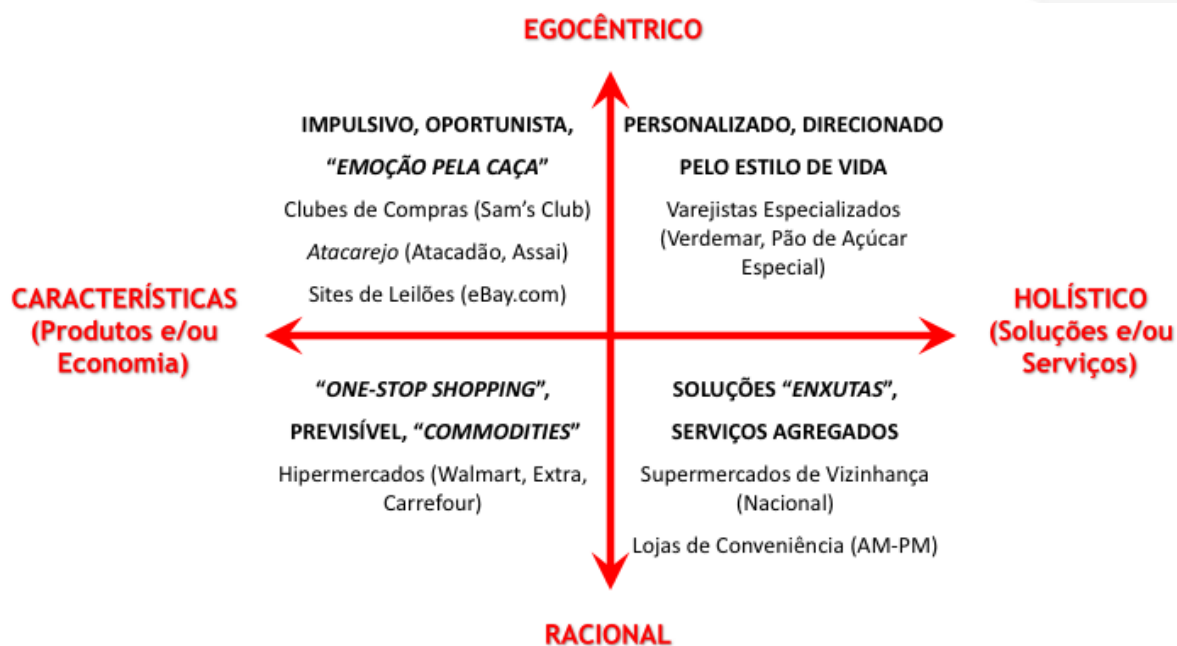 EGOCÊNTRICO
IMPULSIVO, OPORTUNISTA,
“EMOÇÃO PELA CAÇA”
Clubes de Compras (Sam’s Club)
Atacarejo (Atacadão, Assai)
Sites de Leilões (eBay.com)
PERSONALIZADO, DIRECIONADO
PELO ESTILO DE VIDA
Varejistas Especializados
(Verdemar, Pão de Açúcar
Especial)
CARACTERÍSTICAS
(Produtos e/ou
Economia)
HOLÍSTICO
(Soluções e/ou
Serviços)
“ONE-STOP SHOPPING”,
PREVISÍVEL, “COMMODITIES”
Hipermercados (Walmart, Extra,
Carrefour)
SOLUÇÕES “ENXUTAS”,
SERVIÇOS AGREGADOS
Supermercados de Vizinhança
(Nacional)
Lojas de Conveniência (AM-PM)
RACIONAL